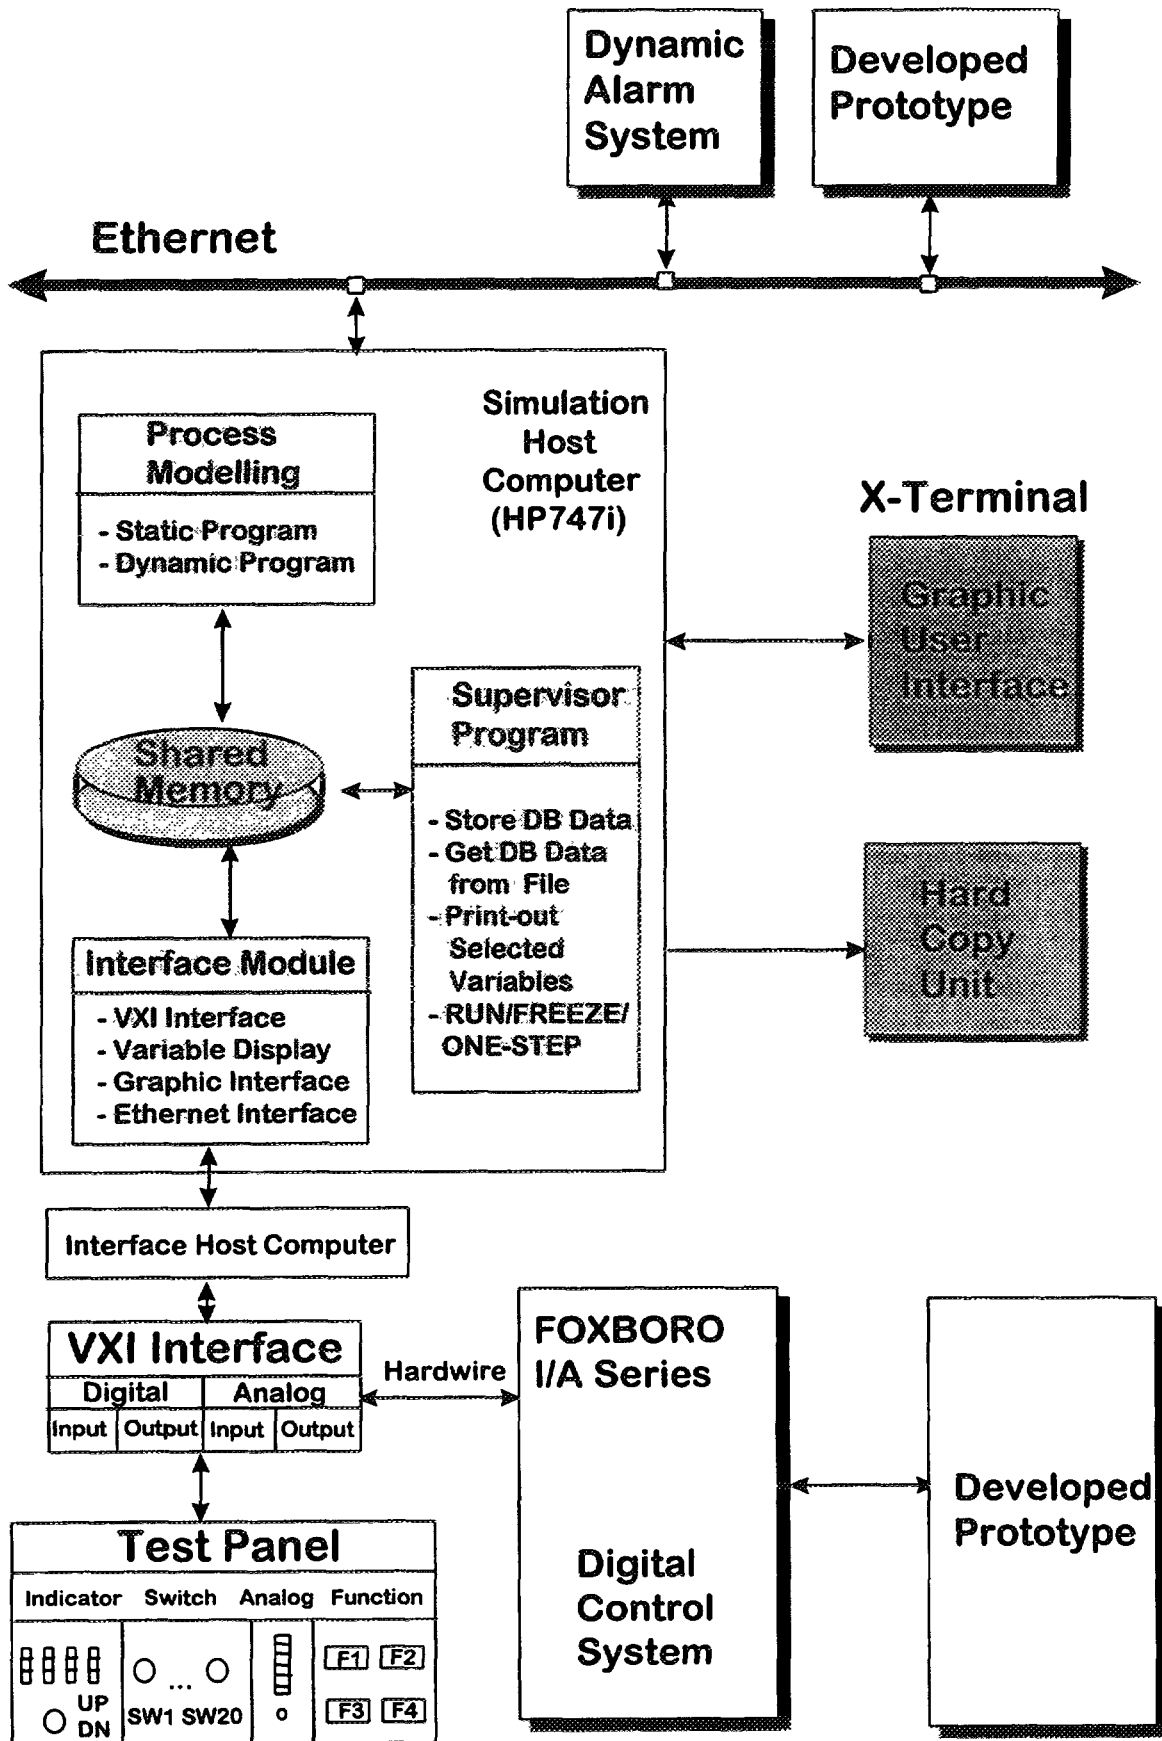 Dynamic
Alarm
System
Developed
Prototype
Ethernet
Simulation
Host
Computer
(HP747i)
Process
Modelling
- Static Program
- Dynamic Program
X-Terminal
Graphic
User
Interface
Supervisor
Program
Shared
Memory
- Store DB Data
- Get DB Data
from File
- Print-out
Selected
Variables
- RUN/FREEZE/
ONE-STEP
Hard
Copy
Unit
Interface Module
- VXI Interface
- Variable Display
- Graphic Interface
- Ethernet Interface
Interface Host Computer
VXI Interface
Digital Analog
Input Output Input Output
Hardwire
FOXBORO
I/A Series
Digital
Control
System
Developed
Prototype
Test Panel
Indicator Switch Analog Function
F1 F2
...
UP
DN
SW1 SW20
F3 F4